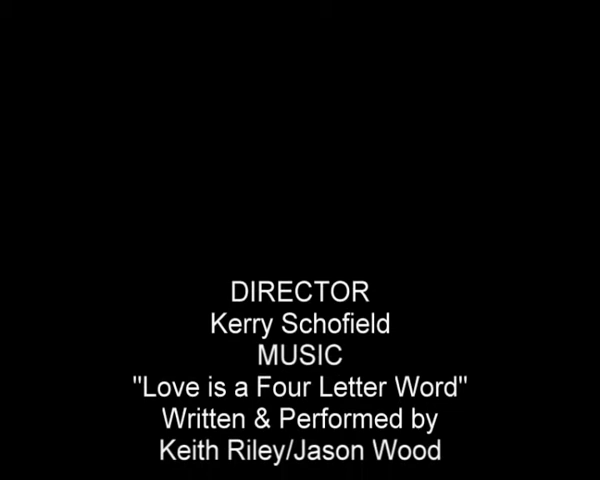 DIRECTOR
Kerry Schofield
MUSIC
"Love is a Four Letter Word"
Written & Performed by
Keith Riley/Jason Wood